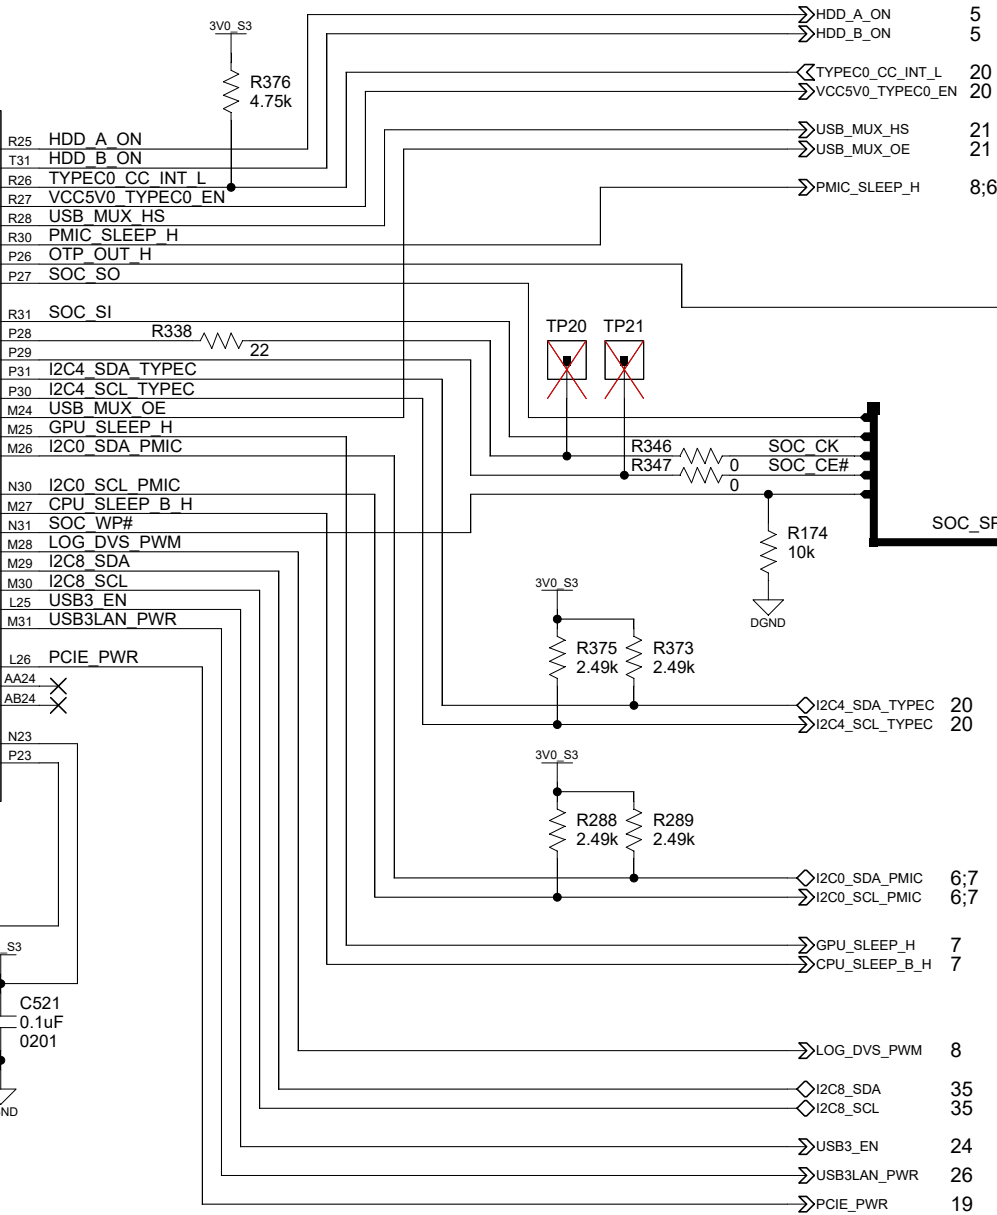 HDD_A_ON 5
HDD_B_ON 5
3V0_S3
TYPEC0_CC_INT_L 20
R376
VCC5V0_TYPEC0_EN 20
4.75k
USB_MUX_HS 21
R25 HDD_A_ON
USB_MUX_OE 21
T31 HDD_B_ON
R26 TYPEC0_CC_INT_L
PMIC_SLEEP_H 8;6
R27 VCC5V0_TYPEC0_EN
R28 USB_MUX_HS
R30 PMIC_SLEEP_H
P26 OTP_OUT_H
P27 SOC_SO
R31 SOC_SI
P28 R338
22
TP20 TP21
P29
P31 I2C4_SDA_TYPEC
P30 I2C4_SCL_TYPEC
M24 USB_MUX_OE
M25 GPU_SLEEP_H
M26 I2C0_SDA_PMIC
R346 0 SOC_CK
R347 0 SOC_CE#
N30 I2C0_SCL_PMIC
M27 CPU_SLEEP_B_H
N31 SOC_WP#
SOC_SP
M28 LOG_DVS_PWM
R174
10k
M29 I2C8_SDA
M30 I2C8_SCL
3V0_S3
L25 USB3_EN
M31 USB3LAN_PWR
DGND
R375 R373
2.49k 2.49k
L26 PCIE_PWR
AA24
AB24
I2C4_SDA_TYPEC 20
I2C4_SCL_TYPEC 20
N23
P23
3V0_S3
R288 R289
2.49k 2.49k
I2C0_SDA_PMIC 6;7
I2C0_SCL_PMIC 6;7
_S3
GPU_SLEEP_H 7
CPU_SLEEP_B_H 7
C521
0.1uF
0201
LOG_DVS_PWM 8
I2C8_SDA 35
I2C8_SCL 35
ND
USB3_EN 24
USB3LAN_PWR 26
PCIE_PWR 19